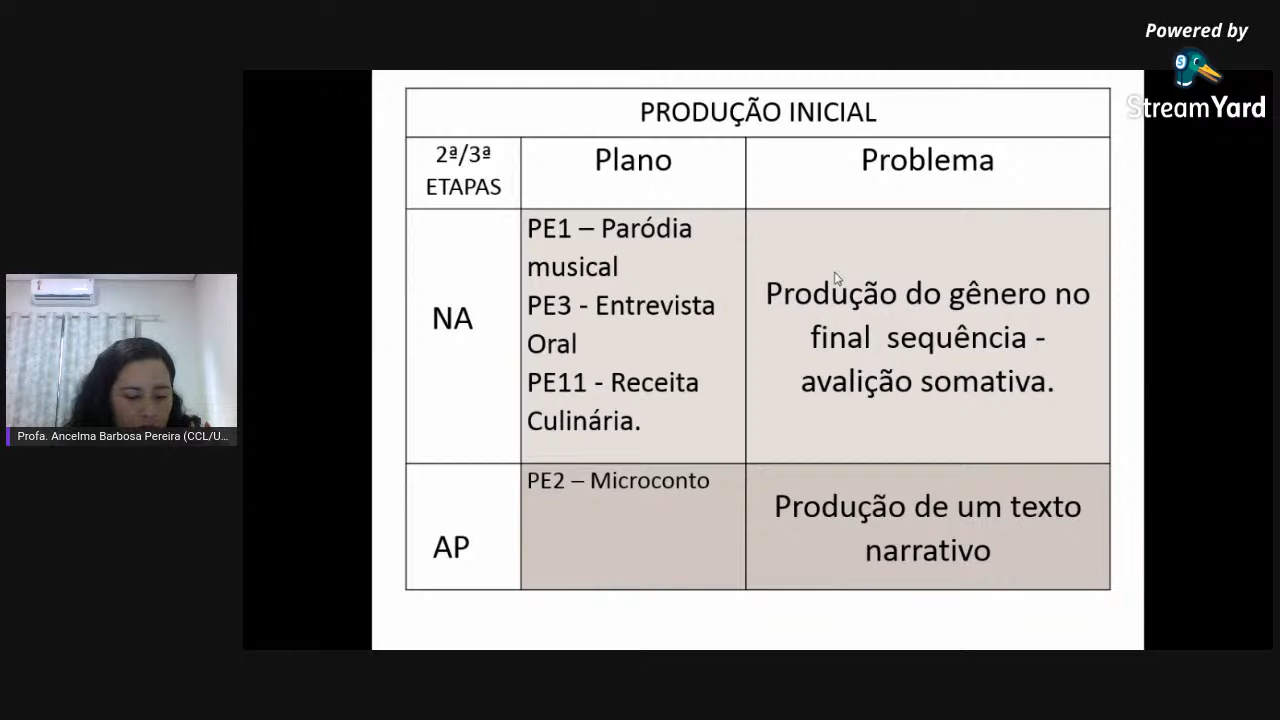 Powered by
StreamYard
PRODUÇÃO INICIAL
2ª/3ª
ETAPAS
Plano
Problema
NA
PE1 – Paródia
musical
PE3 - Entrevista
Oral
PE11 - Receita
Culinária.
Produção do gênero no
final sequência -
avalição somativa.
AP
PE2 – Microconto
Produção de um texto
narrativo
Profa. Ancelma Barbosa Pereira (CCL/U...